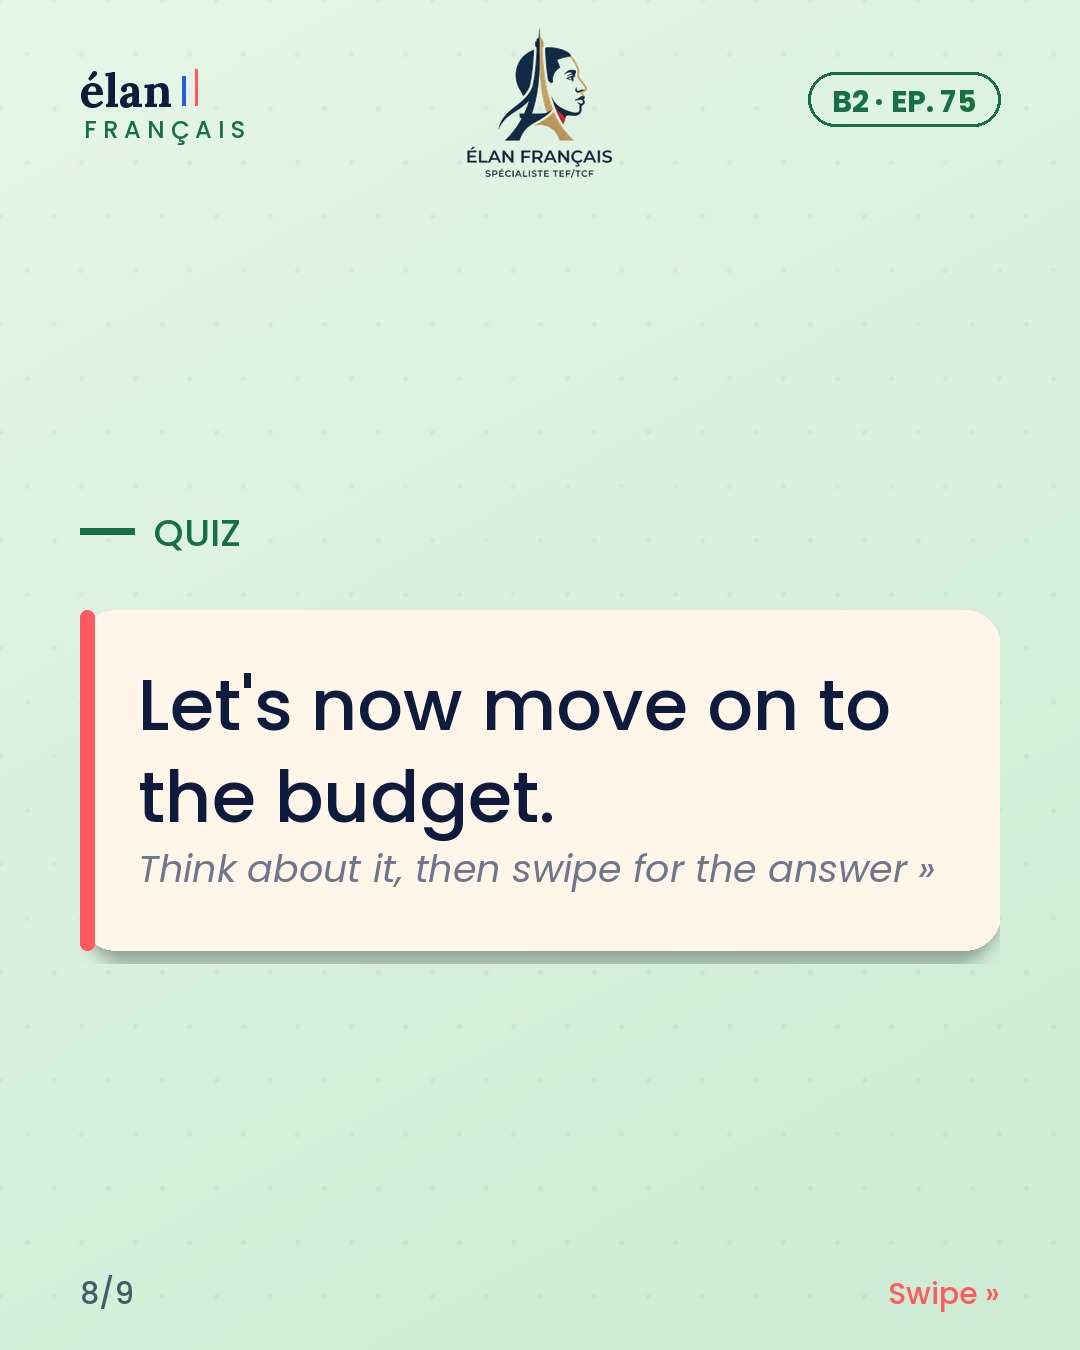 élan
FRANÇAIS
ÉLAN FRANÇAIS
SPÉCIALISTE TEF/TCF
B2 · EP. 75
QUIZ
Let's now move on to
the budget.
Think about it, then swipe for the answer »
8/9
Swipe »